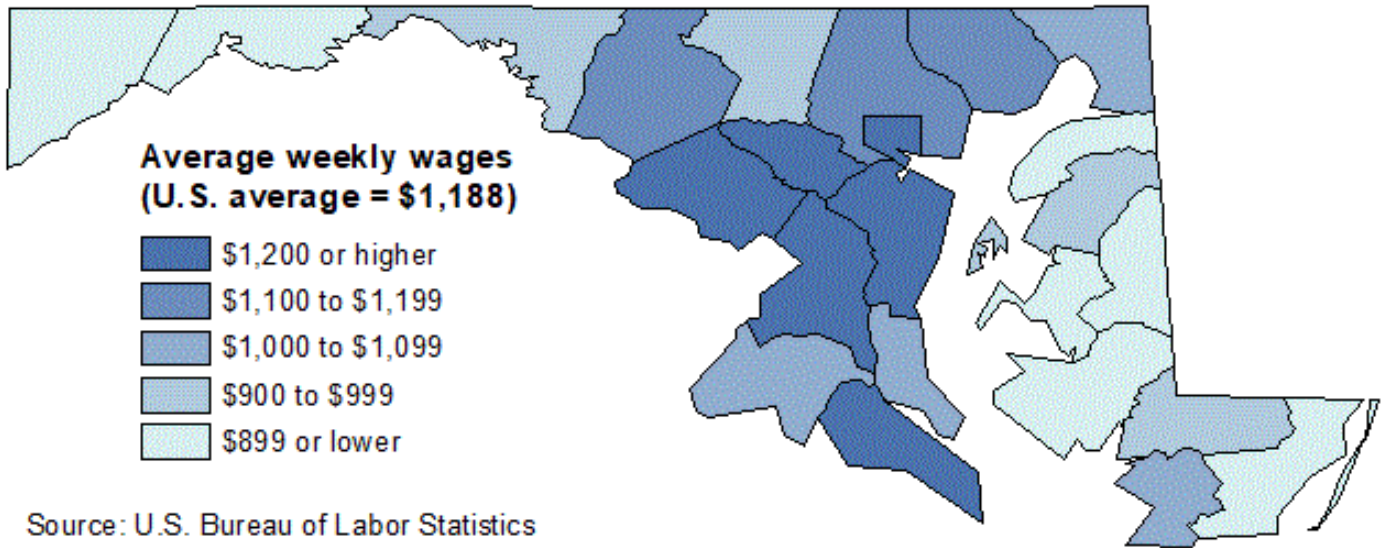 Average weekly wages
(U.S. average = $1,188)
$1,200 or higher
$1,100 to $1,199
$1,000 to $1,099
$900 to $999
$899 or lower
Source: U.S. Bureau of Labor Statistics